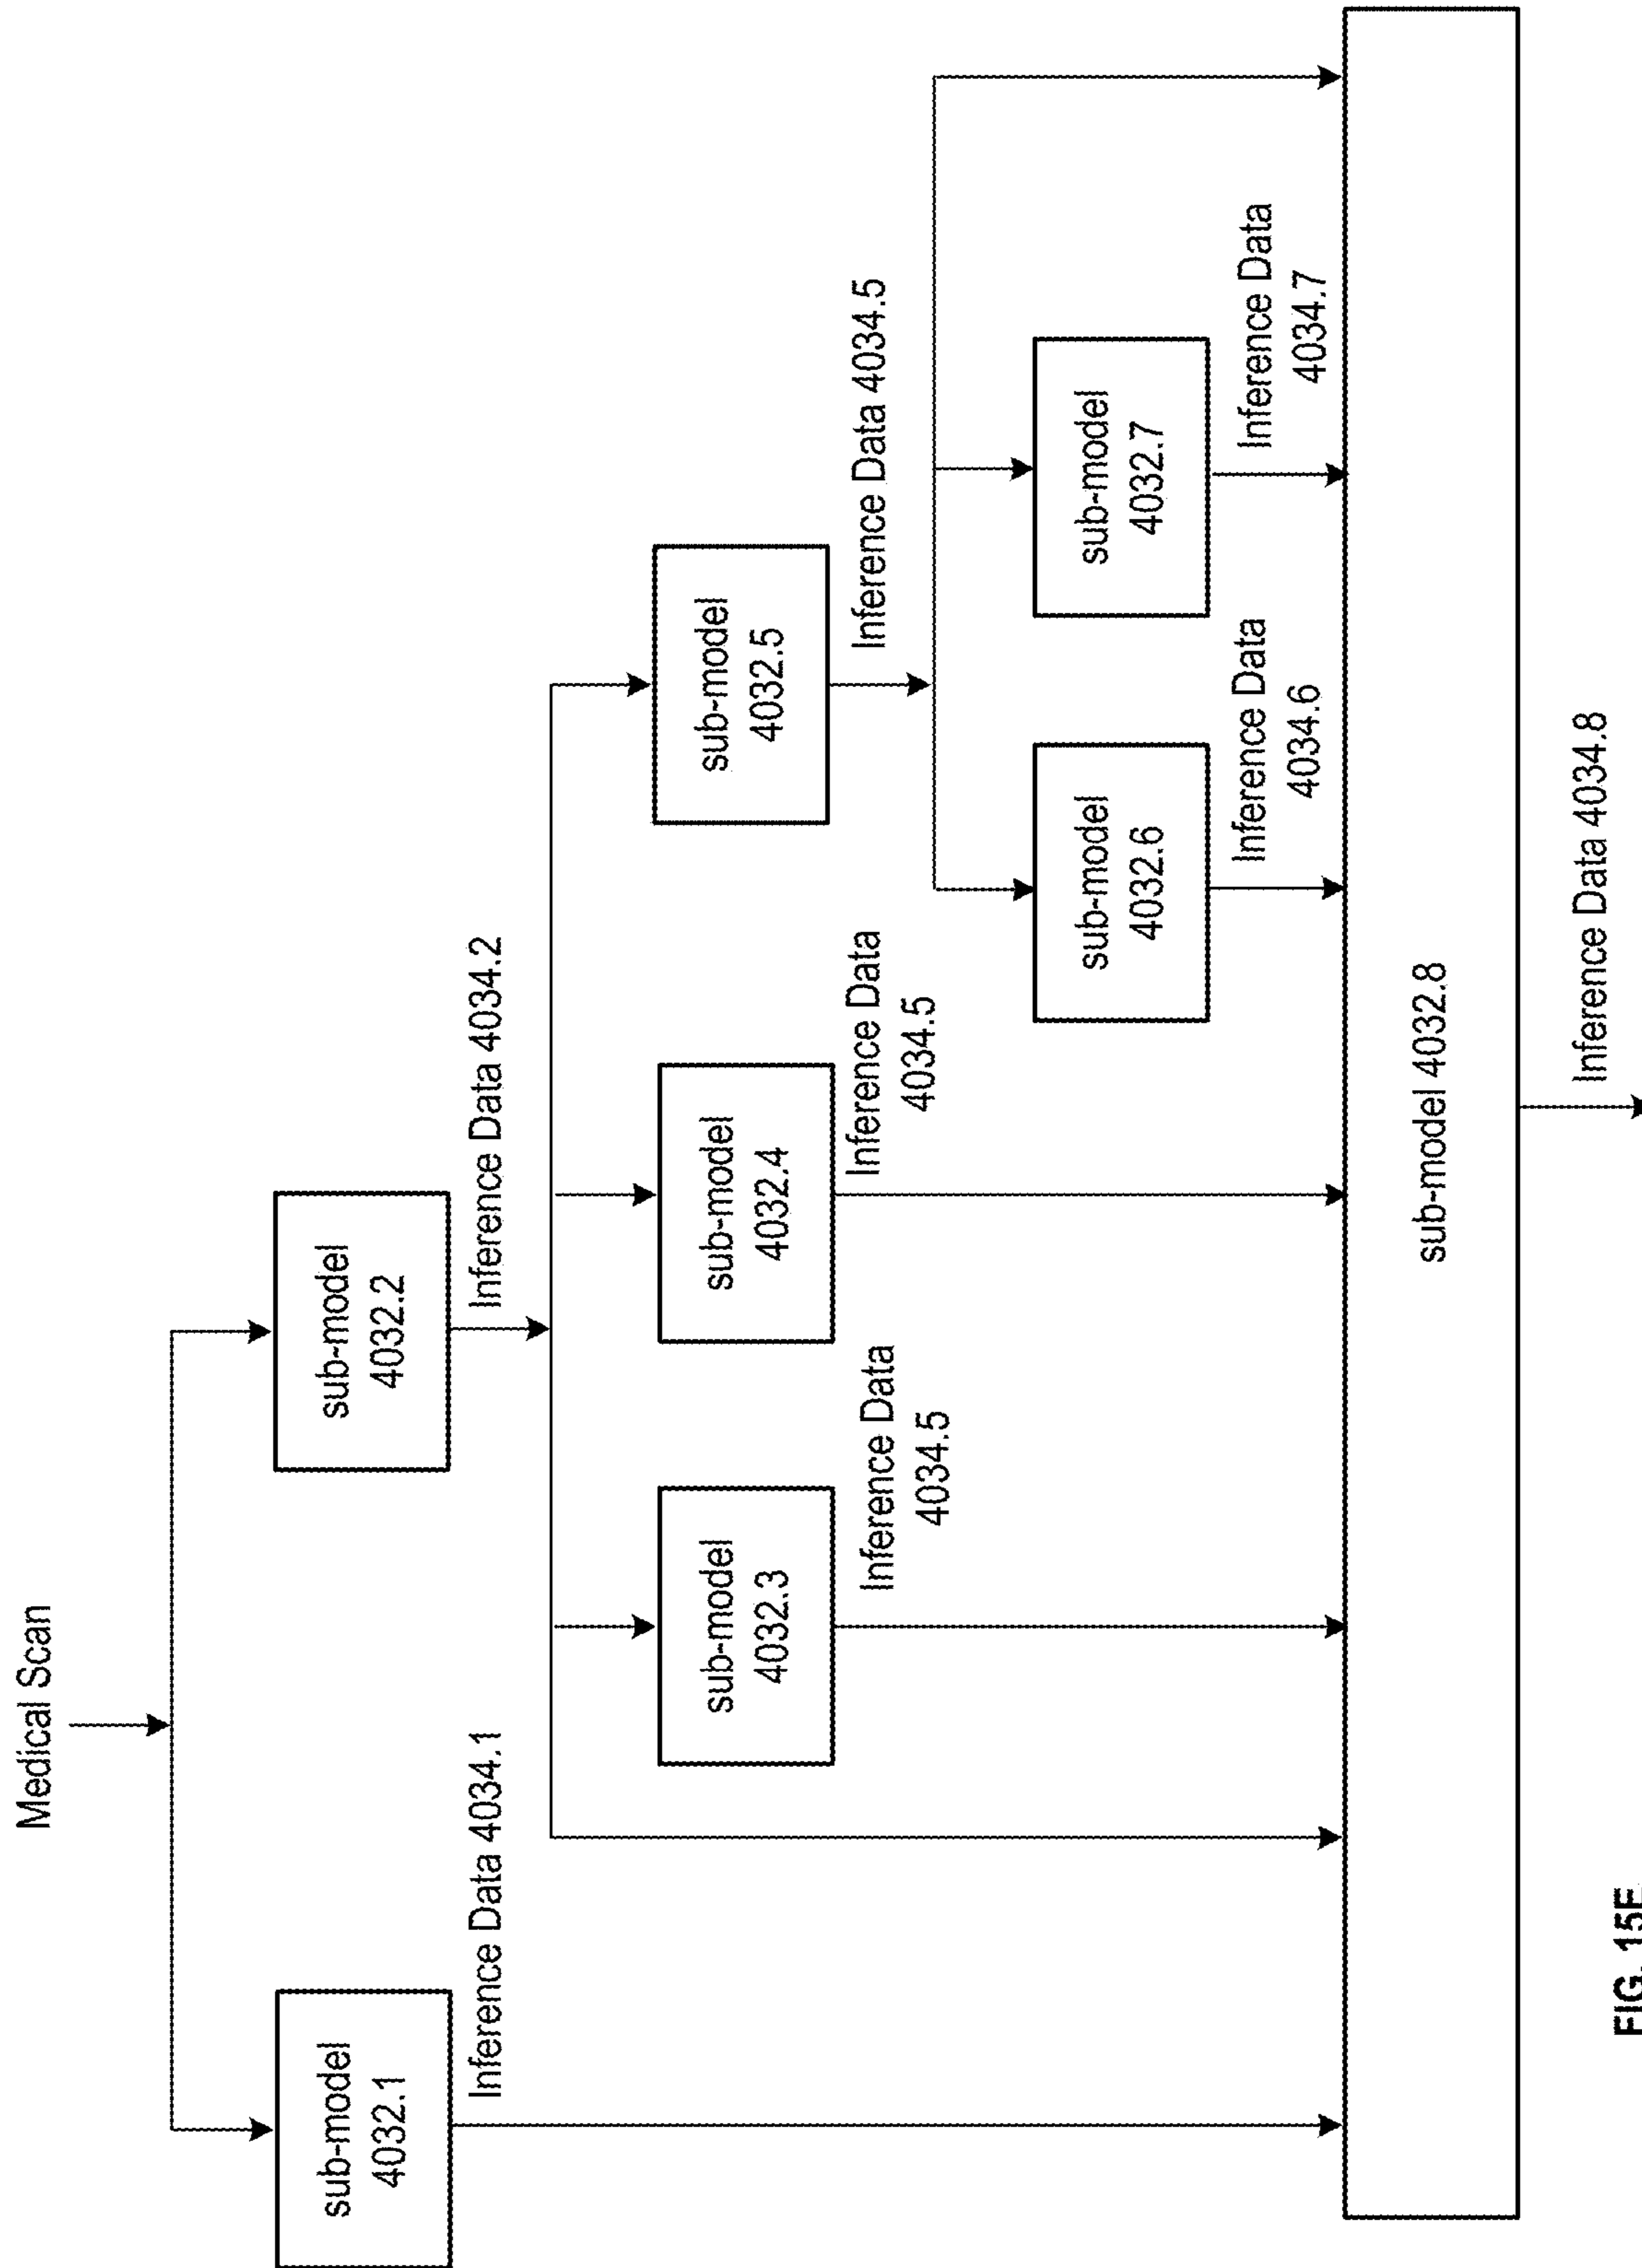 Medical Scan
sub-model
4032.1
sub-model
4032.2
Inference Data 4034.1
Inference Data 4034.2
sub-model
4032.3
sub-model
4032.4
sub-model
4032.5
Inference Data
4034.5
Inference Data
4034.5
Inference Data 4034.5
sub-model
4032.6
sub-model
4032.7
Inference Data
4034.6
Inference Data
4034.7
sub-model 4032.8
Inference Data 4034.8
FIG. 15E